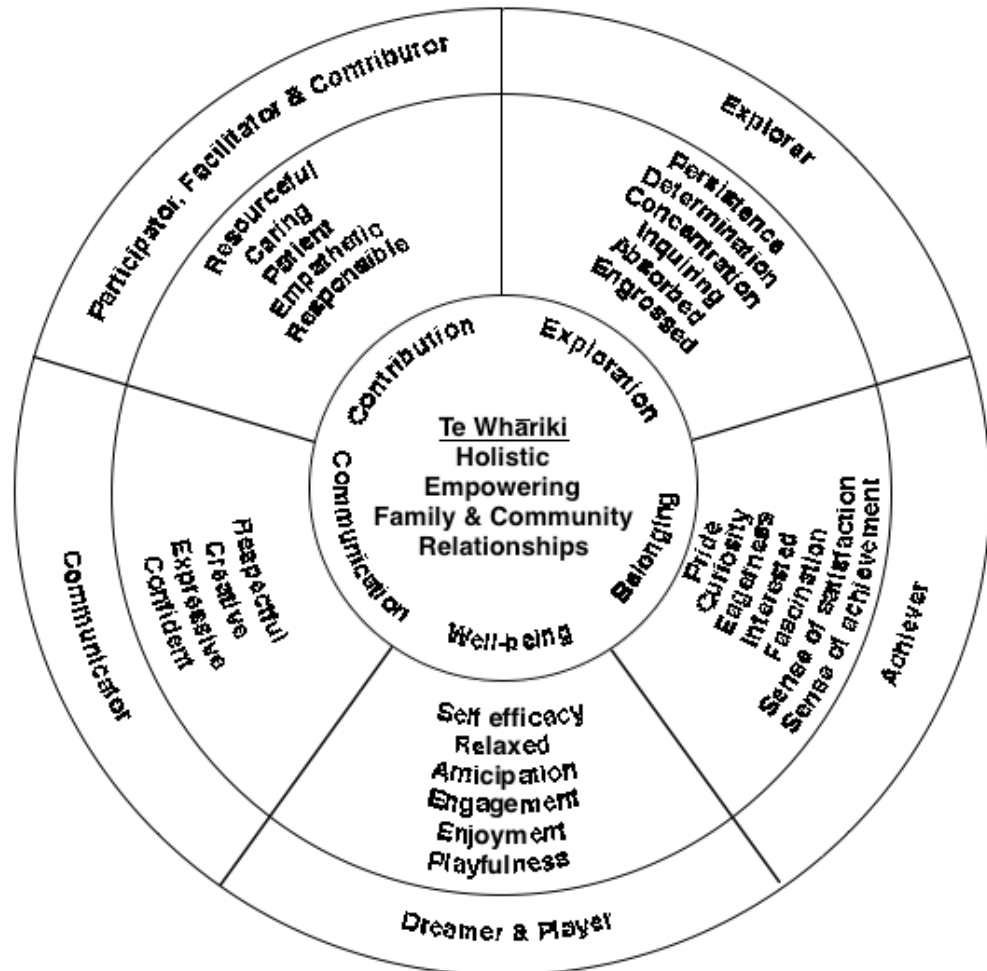 Participator, Facilitator & Contributor
Explorar
Resourceful
Caring
Patient
Empathetic
Responsible
Persistence
Determination
Concentration
Inquiring
Absorbed
Engrossed
Contribution
Exploration
Te Whāriki
Holistic
Empowering
Family & Community
Relationships
Communication
Belonging
Well-being
Respectful
Creative
Expressive
Confident
Communicator
Pride
Curiosity
Eagerness
Interested
Fascination
Sense of satisfaction
Sense of achievement
Achiever
Self efficacy
Relaxed
Anticipation
Engagement
Enjoyment
Playfulness
Dreamer & Player